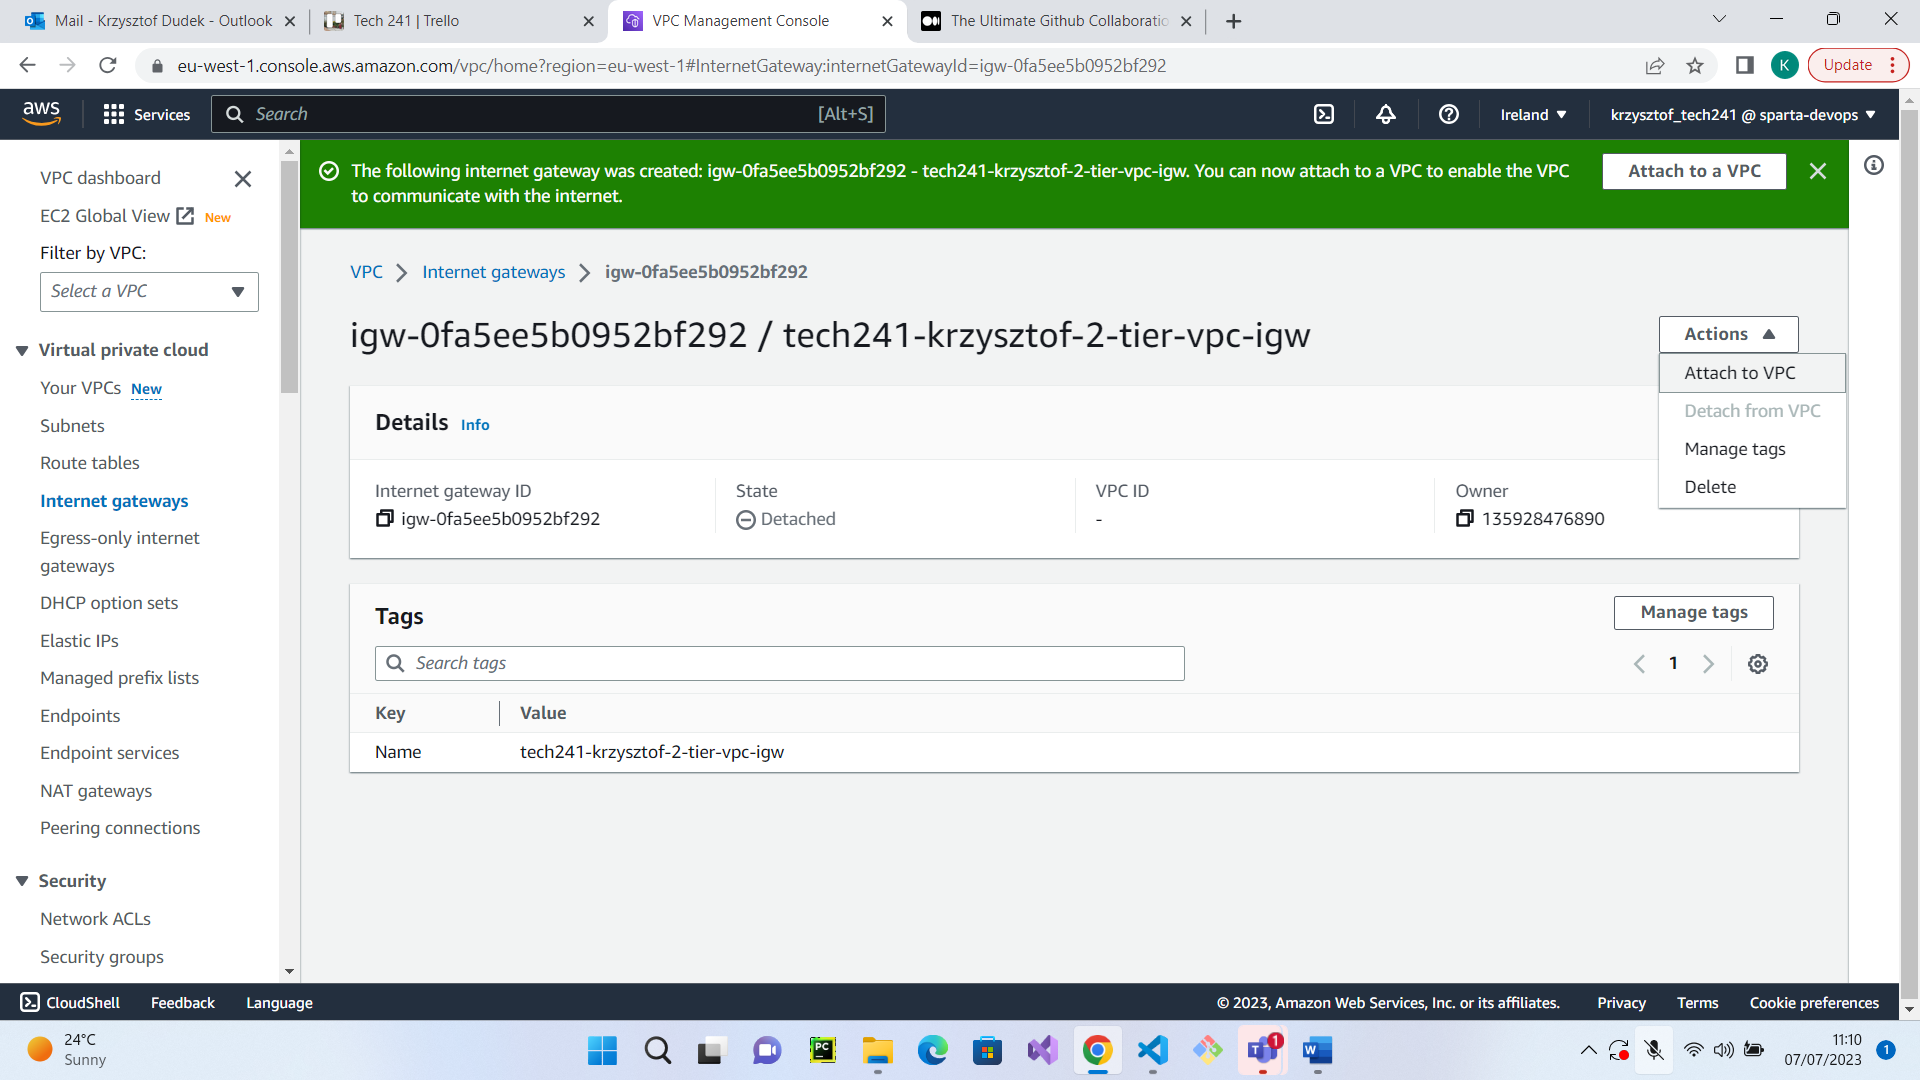 Mail - Krzysztof Dudek - Outlook
Tech 241 | Trello
VPC Management Console
The Ultimate Github Collaboratio
eu-west-1.console.aws.amazon.com/vpc/home?region=eu-west-1#InternetGateway:internetGatewayId=igw-0fa5ee5b0952bf292
K
Update
aws
Services
Search
[Alt+S]
Ireland
krzysztof_tech241 @ sparta-devops
VPC dashboard
EC2 Global View New
Filter by VPC:
Select a VPC
Virtual private cloud
Your VPCs New
Subnets
Route tables
Internet gateways
Egress-only internet
gateways
DHCP option sets
Elastic IPs
Managed prefix lists
Endpoints
Endpoint services
NAT gateways
Peering connections
Security
Network ACLs
Security groups
The following internet gateway was created: igw-0fa5ee5b0952bf292 - tech241-krzysztof-2-tier-vpc-igw. You can now attach to a VPC to enable the VPC
to communicate with the internet.
Attach to a VPC
VPC
Internet gateways
igw-0fa5ee5b0952bf292
igw-0fa5ee5b0952bf292 / tech241-krzysztof-2-tier-vpc-igw
Actions
Attach to VPC
Detach from VPC
Manage tags
Delete
Details Info
Internet gateway ID
igw-0fa5ee5b0952bf292
State
Detached
VPC ID
-
Owner
135928476890
Tags
Manage tags
Search tags
1
Key Value
Name tech241-krzysztof-2-tier-vpc-igw
CloudShell
Feedback
Language
© 2023, Amazon Web Services, Inc. or its affiliates.
Privacy
Terms
Cookie preferences
24°C
Sunny
PC
T
1
W
11:10
07/07/2023
1